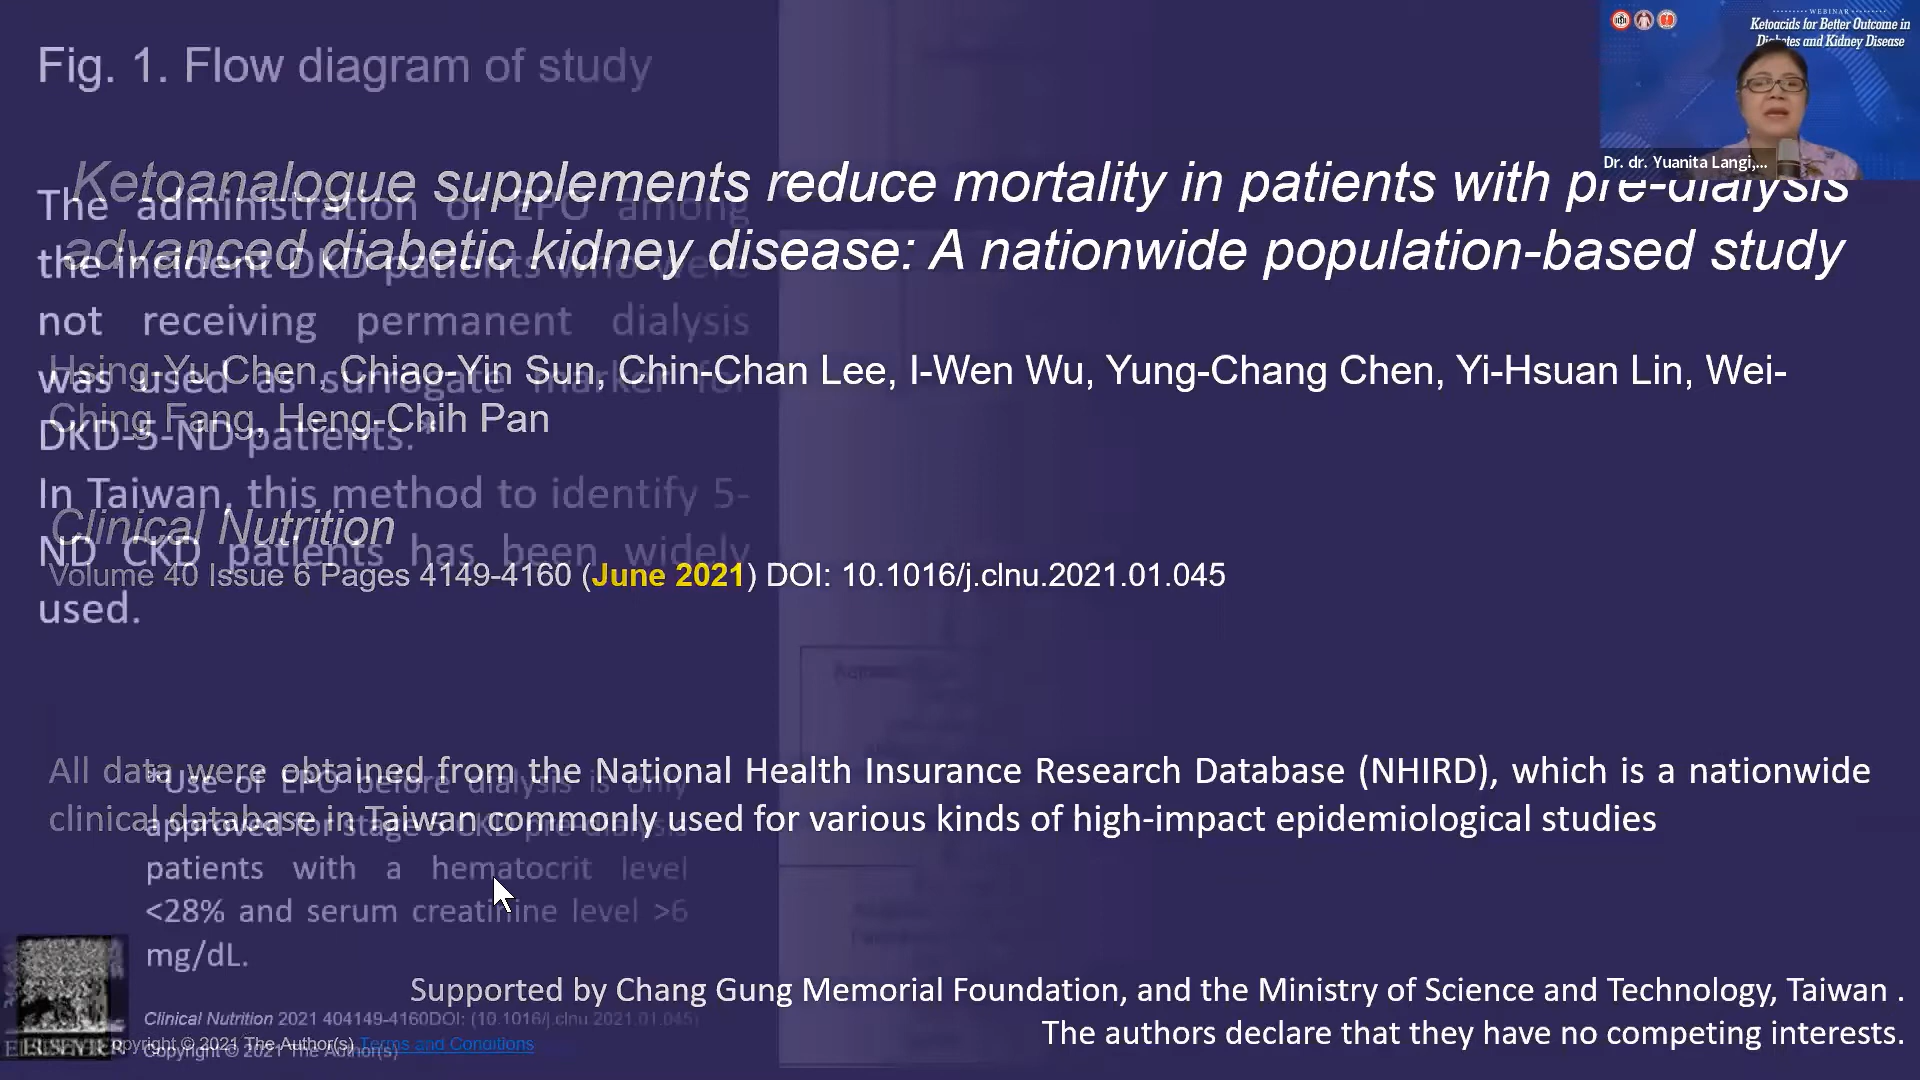 WEBINAR
Ketoacids for Better Outcome in
Diabetes and Kidney Disease
Dr. dr. Yuanita Langi,...
Fig. 1. Flow diagram of study
Ketoanalogue supplements reduce mortality in patients with pre-dialysis
advanced diabetic kidney disease: A nationwide population-based study
The administration of EPO among
the incident DKD patients who were
not receiving permanent dialysis
was used as surrogate marker for
DKD-5-ND patients.*
In Taiwan, this method to identify 5-
ND CKD patients has been widely
used.
Hsing-Yu Chen, Chiao-Yin Sun, Chin-Chan Lee, I-Wen Wu, Yung-Chang Chen, Yi-Hsuan Lin, Wei-
Ching Fang, Heng-Chih Pan
Clinical Nutrition
Volume 40 Issue 6 Pages 4149-4160 (June 2021) DOI: 10.1016/j.clnu.2021.01.045
All data were obtained from the National Health Insurance Research Database (NHIRD), which is a nationwide
clinical database in Taiwan commonly used for various kinds of high-impact epidemiological studies
*Use of EPO before dialysis is only
approved for stage 5 CKD pre-dialysis
patients with a hematocrit level
<28% and serum creatinine level >6
mg/dL.
Supported by Chang Gung Memorial Foundation, and the Ministry of Science and Technology, Taiwan .
The authors declare that they have no competing interests.
Clinical Nutrition 2021 404149-4160DOI: (10.1016/j.clnu.2021.01.045)
Copyright © 2021 The Author(s) Terms and Conditions
Copyright © 2021 The Author(s)
ELSEVIER